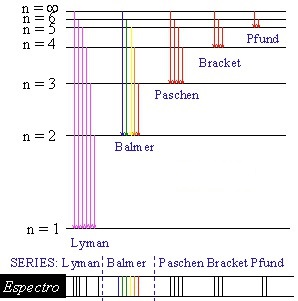 n = ∞
n = 6
n = 5
n = 4
Pfund
Bracket
n = 3
Paschen
n = 2
Balmer
n = 1
Lyman
SERIES: Lyman Balmer Paschen Bracket Pfund
Espectro